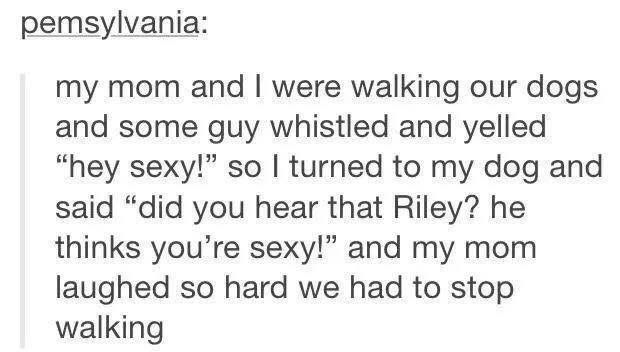 pemsylvania:
my mom and I were walking our dogs
and some guy whistled and yelled
“hey sexy!” so I turned to my dog and
said “did you hear that Riley? he
thinks you’re sexy!” and my mom
laughed so hard we had to stop
walking